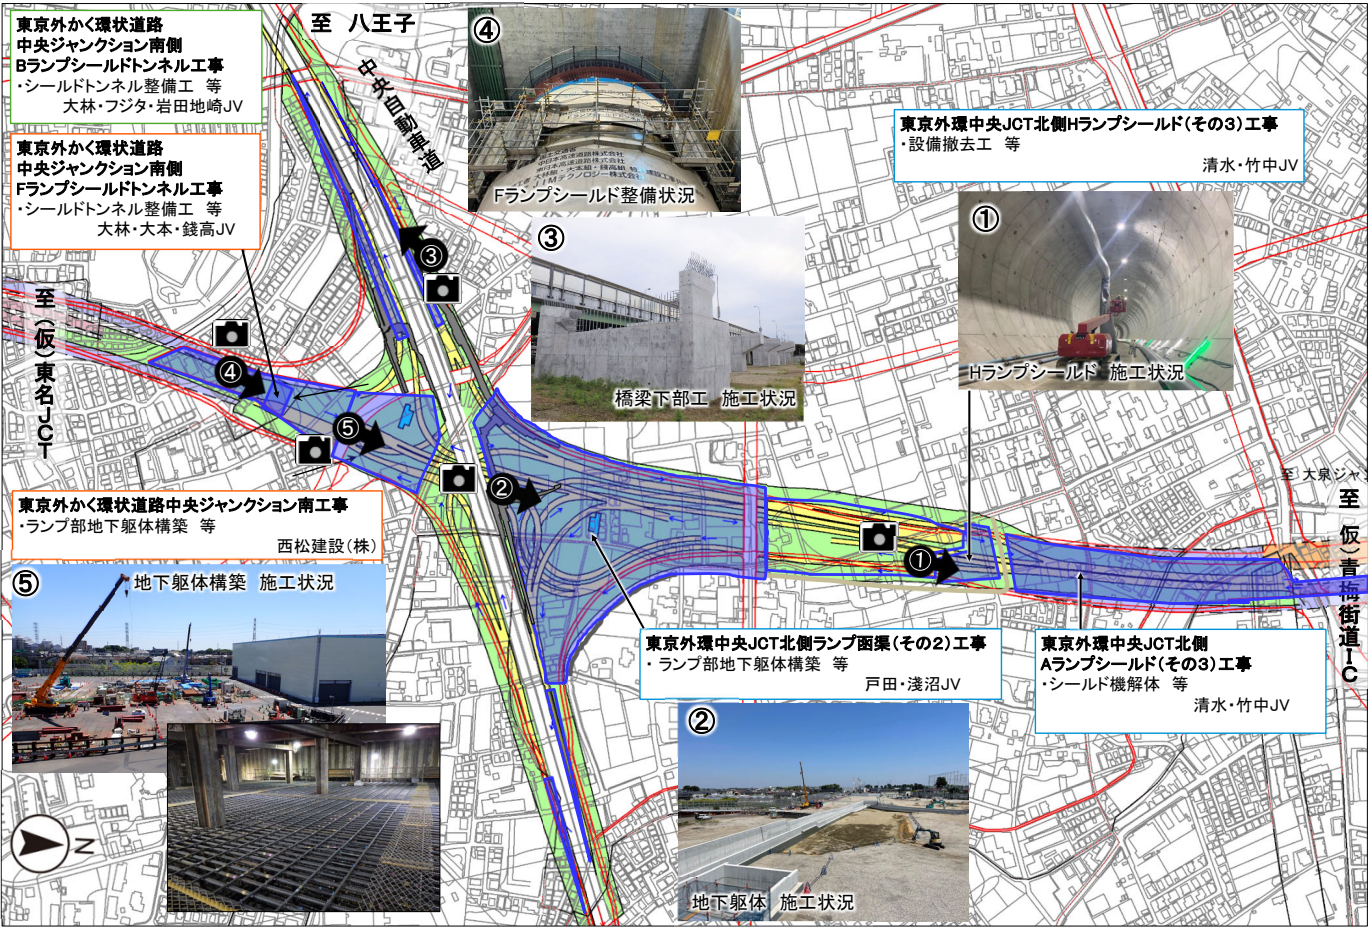 東京外かく環状道路
中央ジャンクション南側
Bランプシールドトンネル工事
・シールドトンネル整備工　等
大林・フジタ・岩田地崎JV
東京外かく環状道路
中央ジャンクション南側
Fランプシールドトンネル工事
・シールドトンネル整備工　等
大林・大本・錢高JV
至　八王子
中央自動車道
④
Fランプシールド整備状況
③
橋梁下部工　施工状況
東京外環中央JCT北側Hランプシールド（その３）工事
・設備撤去工　等
清水・竹中JV
①
Hランプシールド　施工状況
至（仮）東名JCT
③
④
⑤
②
①
至 大泉ジャ
至　仮）青梅街道IC
東京外かく環状道路中央ジャンクション南工事
・ランプ部地下躯体構築　等
西松建設（株）
⑤
地下躯体構築　施工状況
東京外環中央JCT北側ランプ函渠（その２）工事
・ ランプ部地下躯体構築　等
戸田・浅沼JV
東京外環中央JCT北側
Aランプシールド（その３）工事
・シールド機解体　等
清水・竹中JV
②
地下躯体　施工状況
N